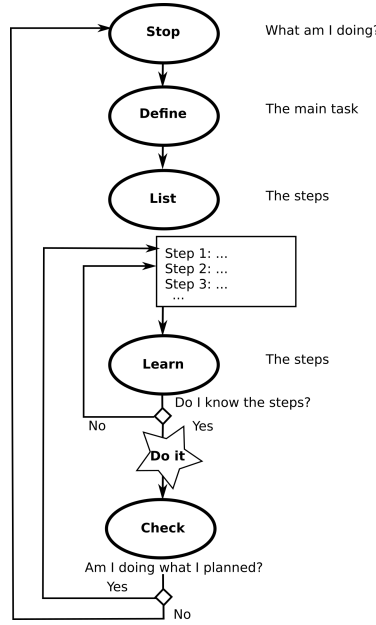 Stop
What am I doing?
Define
The main task
List
The steps
Step 1: ...
Step 2: ...
Step 3: ...
...
Learn
The steps
Do I know the steps?
No
Yes
Do it
Check
Am I doing what I planned?
Yes
No